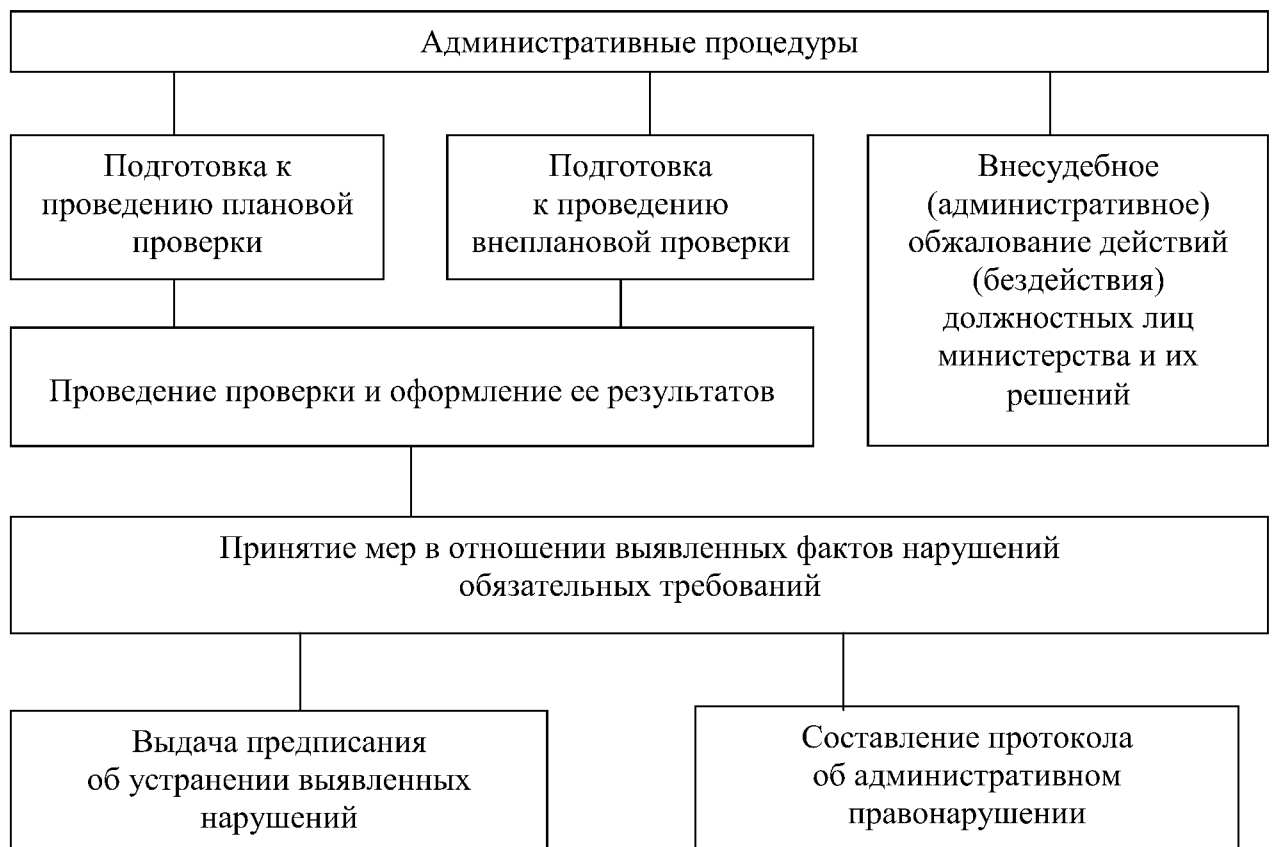 Административные процедуры
Подготовка к
проведению плановой
проверки
Подготовка
к проведению
внеплановой проверки
Внесудебное
(административное)
обжалование действий
(бездействия)
должностных лиц
министерства и их
решений
Проведение проверки и оформление ее результатов
Принятие мер в отношении выявленных фактов нарушений
обязательных требований
Выдача предписания
об устранении выявленных
нарушений
Составление протокола
об административном
правонарушении